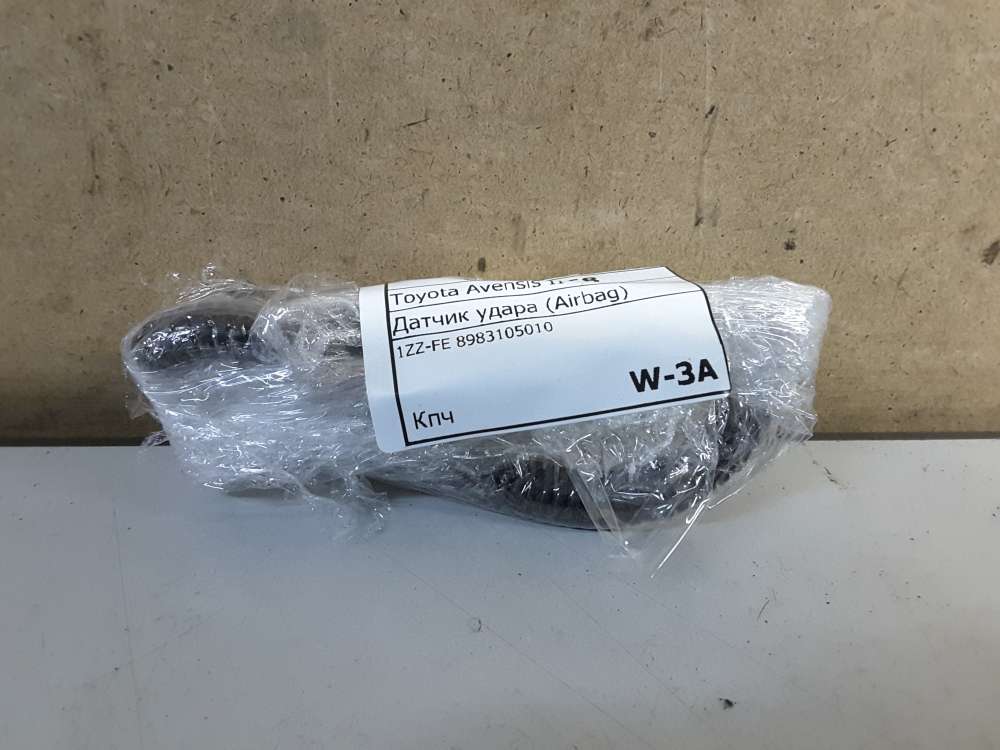 Toyota Avensis
Датчик удара (Airbag)
1ZZ-FE 8983105010
W-3A
Кпч